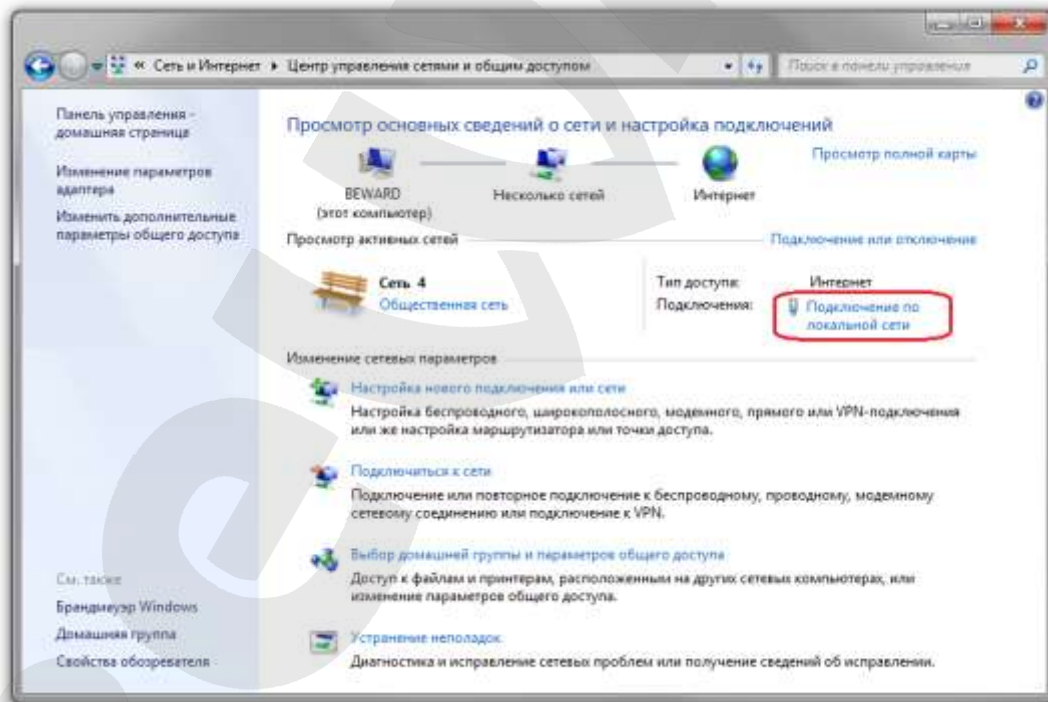 « Сеть и Интернет ▸ Центр управления сетями и общим доступом
Поиск в панели управления
Панель управления -
домашняя страница
Изменение параметров
адаптера
Изменить дополнительные
параметры общего доступа
Просмотр основных сведений о сети и настройка подключений
Просмотр полной карты
BEWARD
(этот компьютер)
Несколько сетей
Интернет
Просмотр активных сетей
Подключение или отключение
Сеть 4
Общественная сеть
Тип доступа:
Интернет
Подключения:
Подключение по
локальной сети
Изменение сетевых параметров
Настройка нового подключения или сети
Настройка беспроводного, широкополосного, модемного, прямого или VPN-подключения
или же настройка маршрутизатора или точки доступа.
Подключиться к сети
Подключение или повторное подключение к беспроводному, проводному, модемному
сетевому соединению или подключение к VPN.
Выбор домашней группы и параметров общего доступа
Доступ к файлам и принтерам, расположенным на других сетевых компьютерах, или
изменение параметров общего доступа.
Устранение неполадок
Диагностика и исправление сетевых проблем или получение сведений об исправлении.
См. также
Брандмауэр Windows
Домашняя группа
Свойства обозревателя